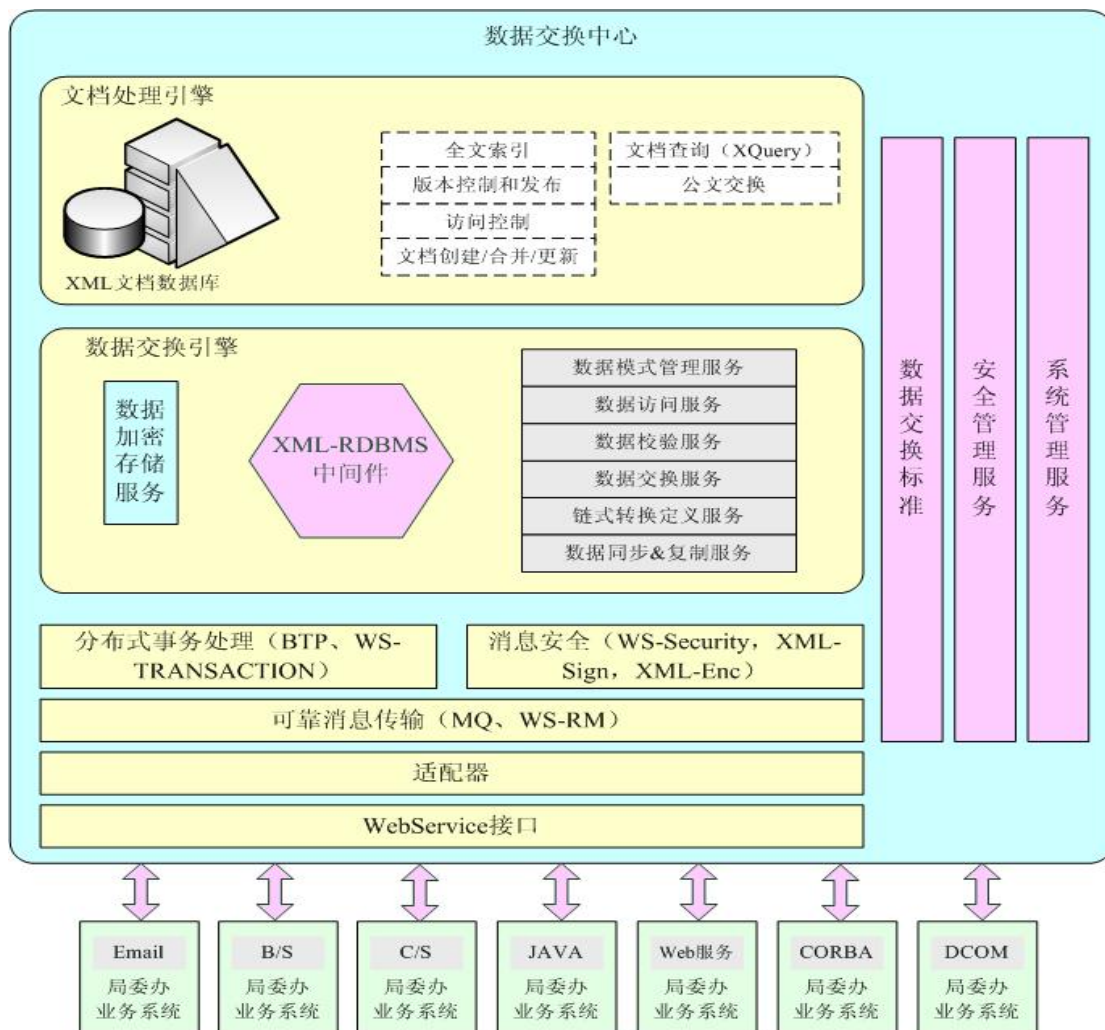 数据交换中心
文档处理引擎
XML文档数据库
全文索引
版本控制和发布
访问控制
文档创建/合并/更新
文档查询（XQuery）
公文交换
数据交换引擎
数据
加密
存储
服务
XML-RDBMS
中间件
数据模式管理服务
数据访问服务
数据校验服务
数据交换服务
链式转换定义服务
数据同步&复制服务
分布式事务处理（BTP、WS-
TRANSACTION）
消息安全（WS-Security，XML-
Sign，XML-Enc）
可靠消息传输（MQ、WS-RM）
适配器
WebService接口
数据交换标准
安全管理服务
系统管理服务
Email
局委办
业务系统
B/S
局委办
业务系统
C/S
局委办
业务系统
JAVA
局委办
业务系统
Web服务
局委办
业务系统
CORBA
局委办
业务系统
DCOM
局委办
业务系统